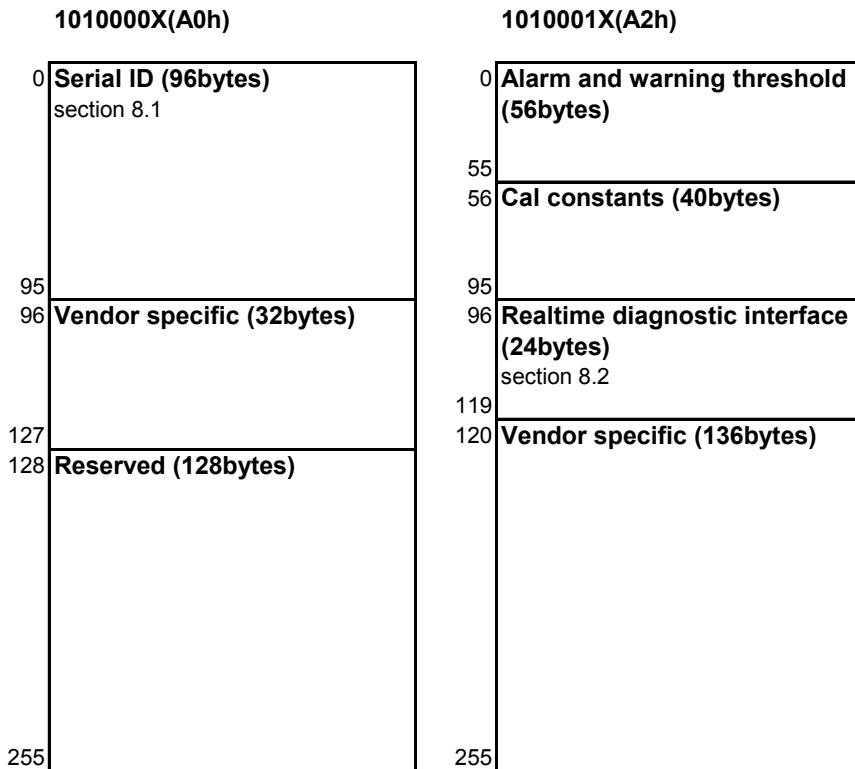 1010000X(A0h)
0 Serial ID (96bytes)
section 8.1
95
96 Vendor specific (32bytes)
127
128 Reserved (128bytes)
255
1010001X(A2h)
0 Alarm and warning threshold
(56bytes)
55
56 Cal constants (40bytes)
95
96 Realtime diagnostic interface
(24bytes)
section 8.2
119
120 Vendor specific (136bytes)
255